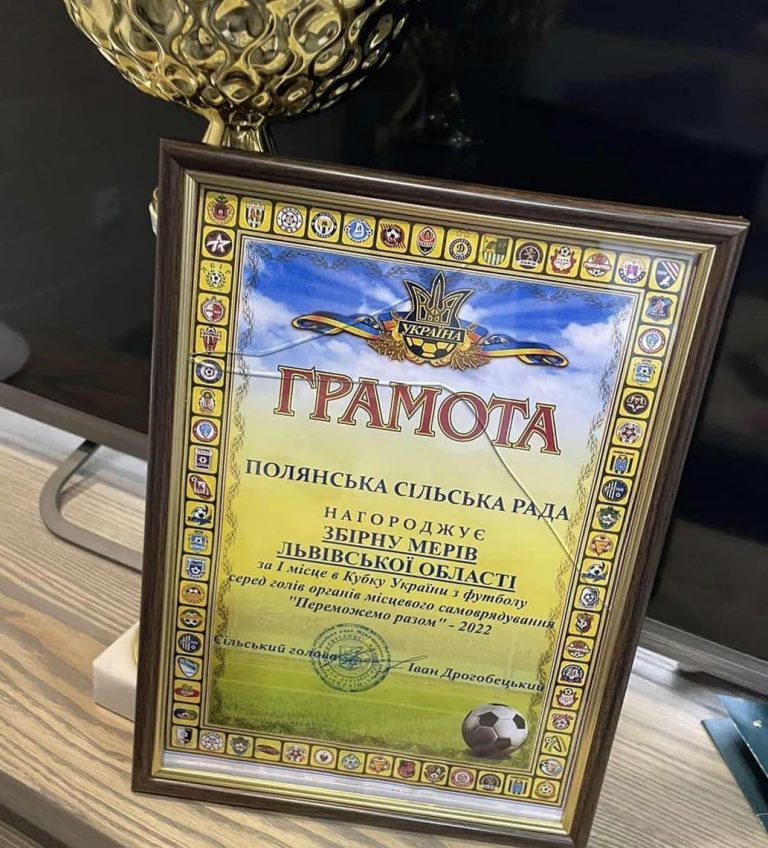 УКРАЇНА
ГРАМОТА
ПОЛЯНСЬКА СІЛЬСЬКА РАДА
НАГОРОДЖУЄ
ЗБІРНУ МЕРІВ
ЛЬВІВСЬКОЇ ОБЛАСТІ
за І місце в Кубку України з футболу
серед голів органів місцевого самоврядування
"Переможемо разом" - 2022
Сільський голова Іван Дрогобецький